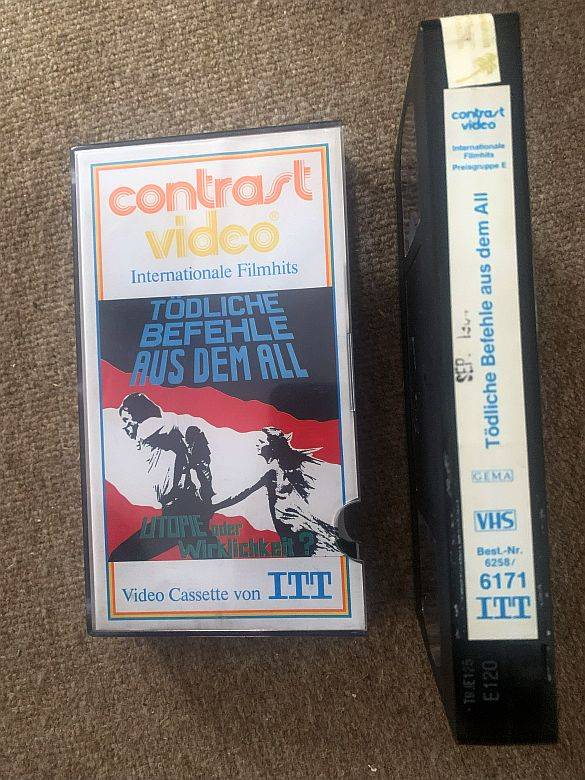 contrast
video®
Internationale Filmhits
TÖDLICHE
BEFEHLE
AUS DEM ALL
UTOPIE oder
Wirklichkeit?
Video Cassette von ITT
contrast
video
Internationale
Filmhits
Preisgruppe E
Tödliche Befehle aus dem All
SEP.
GEMA
VHS
Best.-Nr.
6258/
6171
ITT
E120